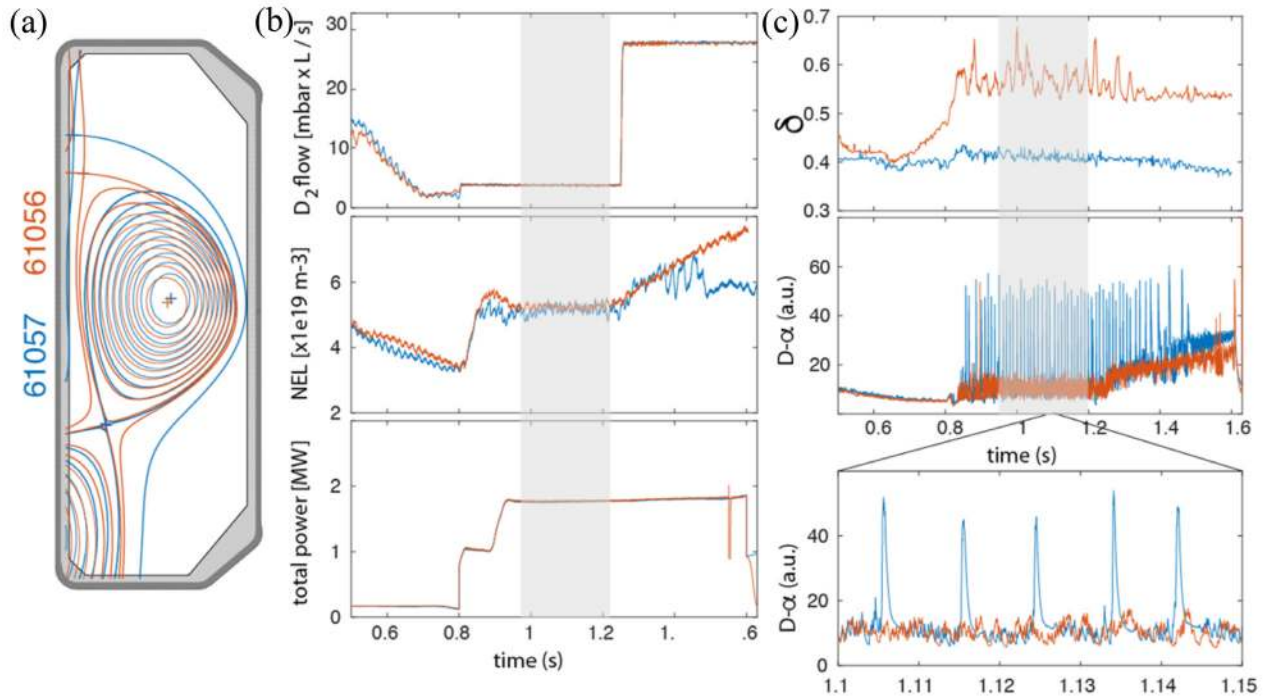 (a)
61057 61056
(b)
D2 flow [mbar x L / s]
30
20
10
0
NEL [x1e19 m-3]
6
4
2
total power [MW]
2
1
0
0.6 0.8 1 1.2 1. .6
time (s)
(c)
δ
0.7
0.6
0.5
0.4
0.3
D-α (a.u.)
60
40
20
0.6 0.8 1 1.2 1.4 1.6
time (s)
D-α (a.u.)
40
20
0
1.1 1.11 1.12 1.13 1.14 1.15